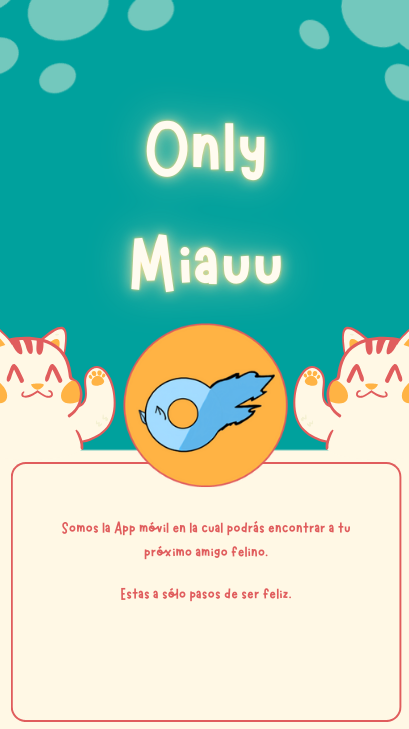 Only
Miauu
Somos la App móvil en la cual podrás encontrar a tu
próximo amigo felino.
Estas a sólo pasos de ser feliz.